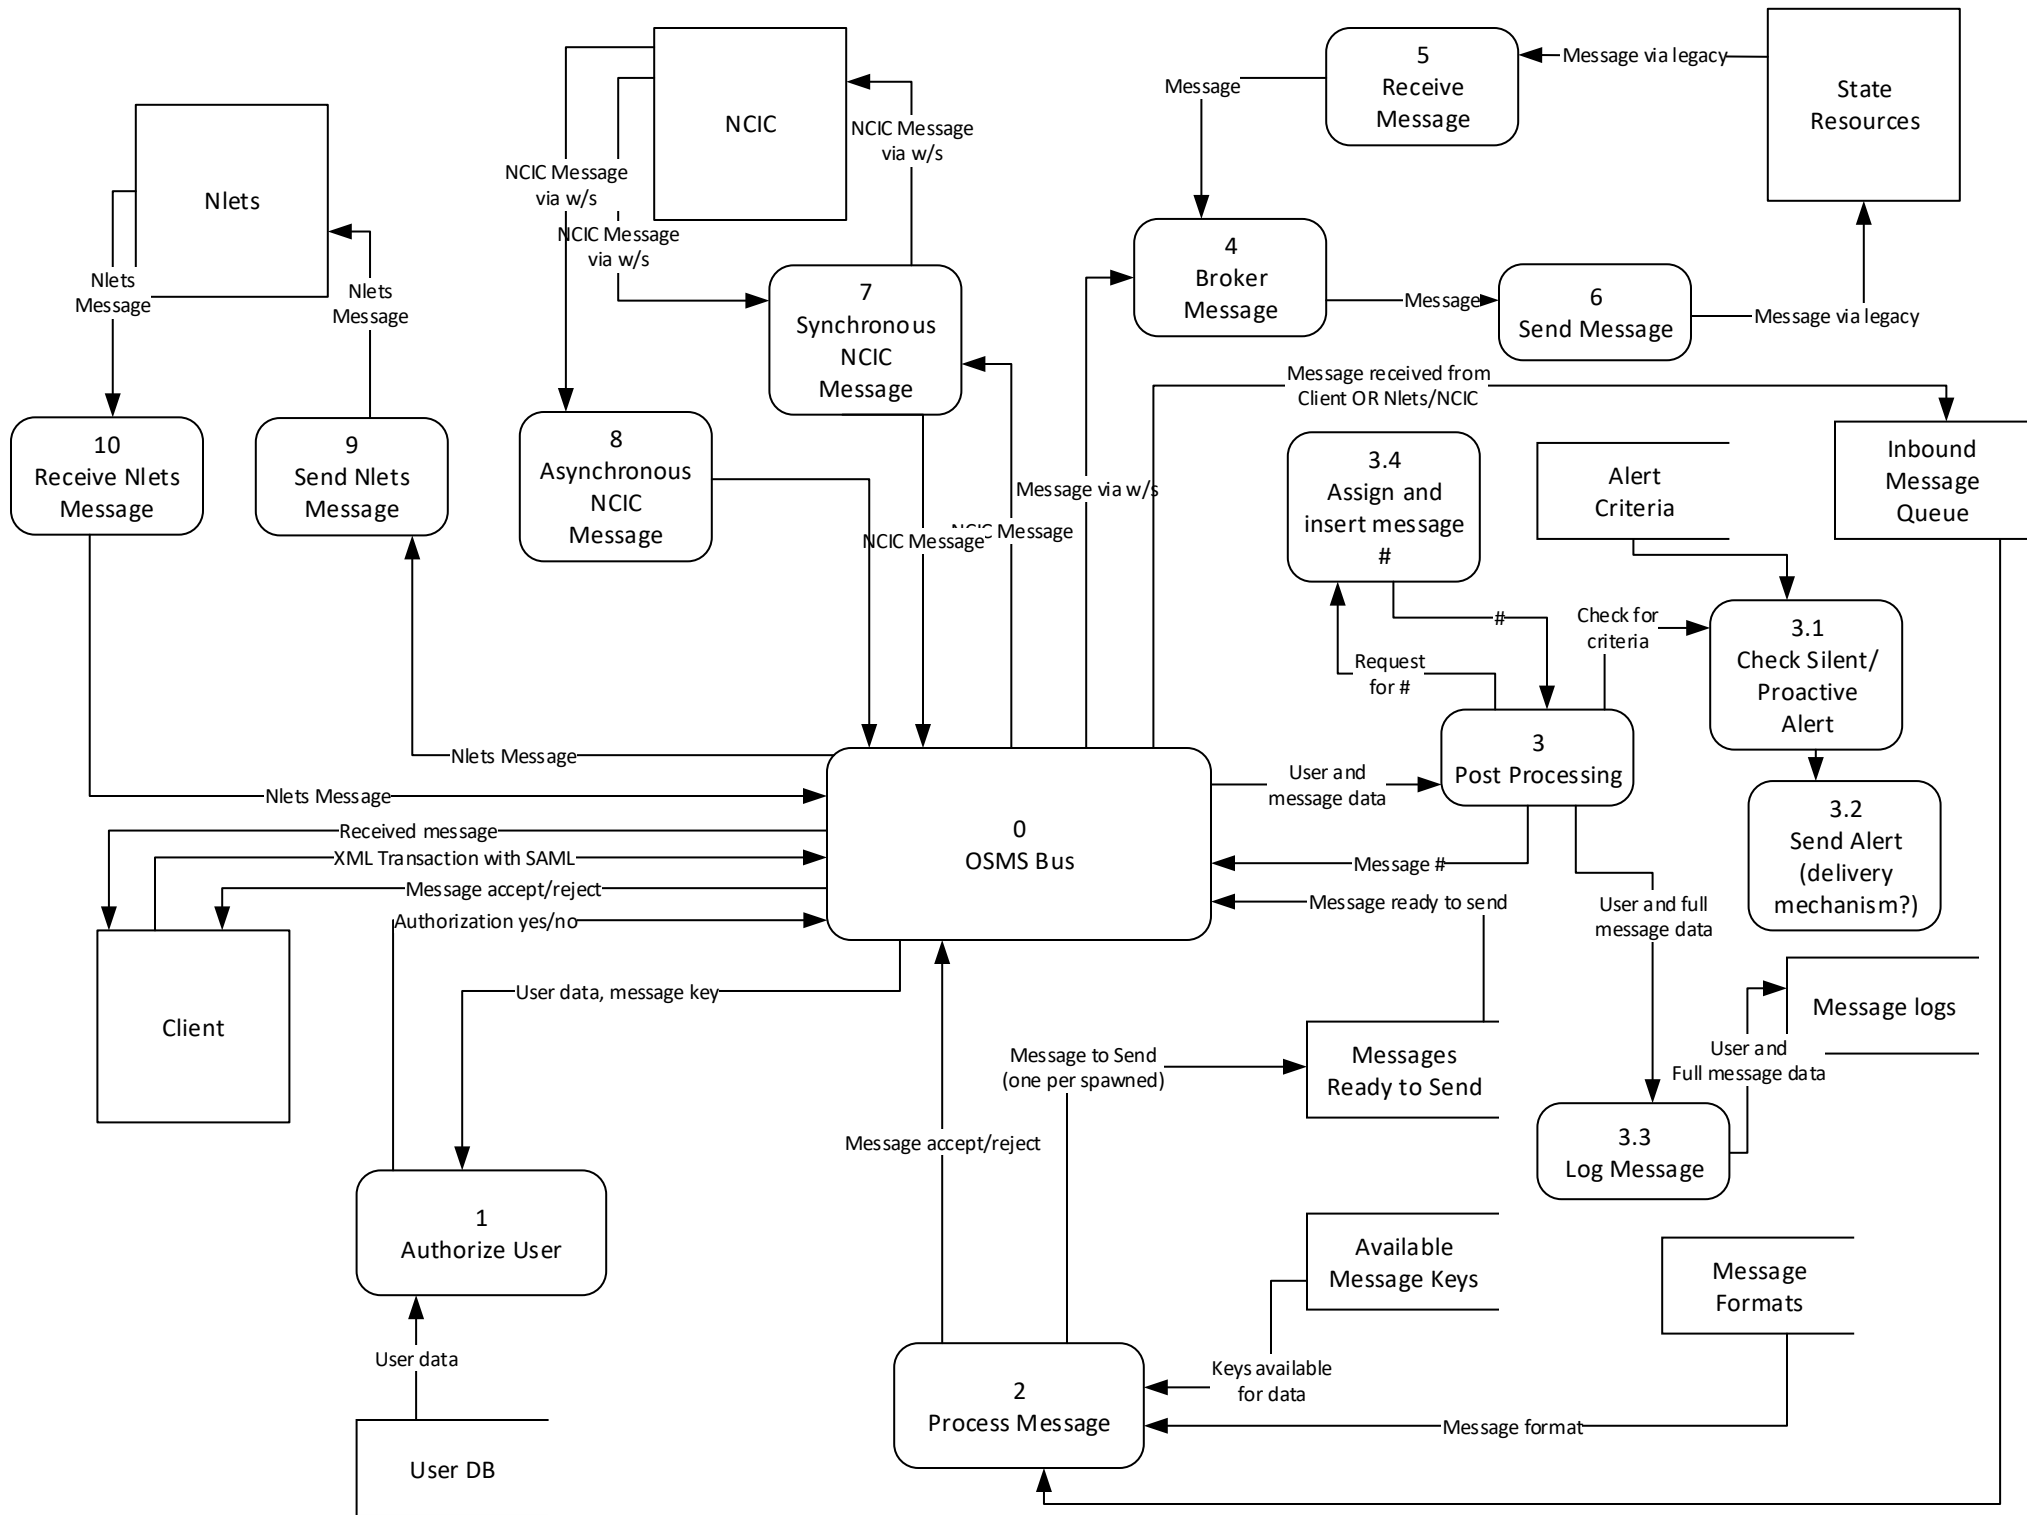 NCIC
5
Receive
Message
Message via legacy
State
Resources
Message
Nlets
NCIC Message
via w/s
NCIC Message
via w/s
NCIC Message
via w/s
4
Broker
Message
Message
6
Send Message
Message via legacy
Nlets
Message
Nlets
Message
7
Synchronous
NCIC
Message
Message received from
Client OR Nlets/NCIC
10
Receive Nlets
Message
9
Send Nlets
Message
8
Asynchronous
NCIC
Message
3.4
Assign and
insert message
#
Alert
Criteria
Inbound
Message
Queue
Message via w/s
NCIC Message
NCIC Message
#
Check for
criteria
3.1
Check Silent/
Proactive
Alert
Request
for #
3
Post Processing
Nlets Message
Nlets Message
User and
message data
3.2
Send Alert
(delivery
mechanism?)
0
OSMS Bus
Received message
XML Transaction with SAML
Message accept/reject
Authorization yes/no
Message #
Message ready to send
User and full
message data
User data, message key
Client
Message logs
User and
Full message data
Message to Send
(one per spawned)
Messages
Ready to Send
Message accept/reject
3.3
Log Message
1
Authorize User
Available
Message Keys
Message
Formats
User data
Keys available
for data
2
Process Message
Message format
User DB